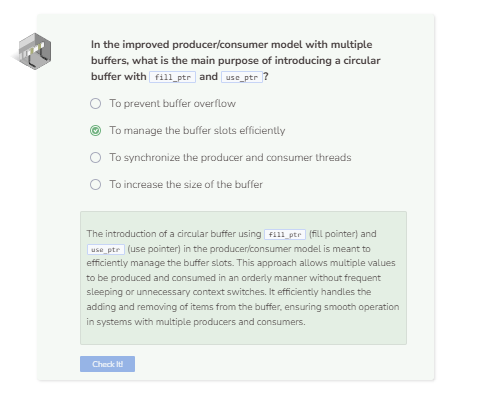 In the improved producer/consumer model with multiple
buffers, what is the main purpose of introducing a circular
buffer with fill_ptr and use_ptr?
To prevent buffer overflow
To manage the buffer slots efficiently
To synchronize the producer and consumer threads
To increase the size of the buffer
The introduction of a circular buffer using fill_ptr (fill pointer) and
use_ptr (use pointer) in the producer/consumer model is meant to
efficiently manage the buffer slots. This approach allows multiple values
to be produced and consumed in an orderly manner without frequent
sleeping or unnecessary context switches. It efficiently handles the
adding and removing of items from the buffer, ensuring smooth operation
in systems with multiple producers and consumers.
Check It!